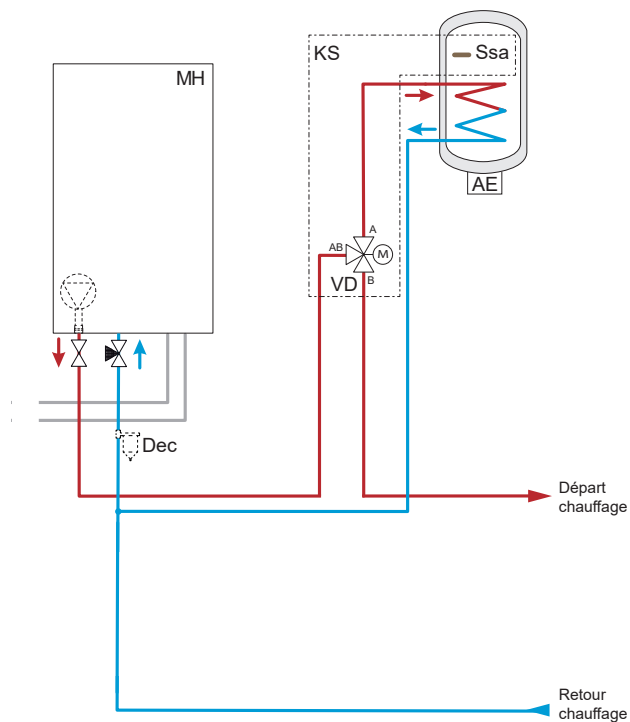 KS
Ssa
MH
AE
A
AB
M
VD
B
Dec
Départ
chauffage
Retour
chauffage